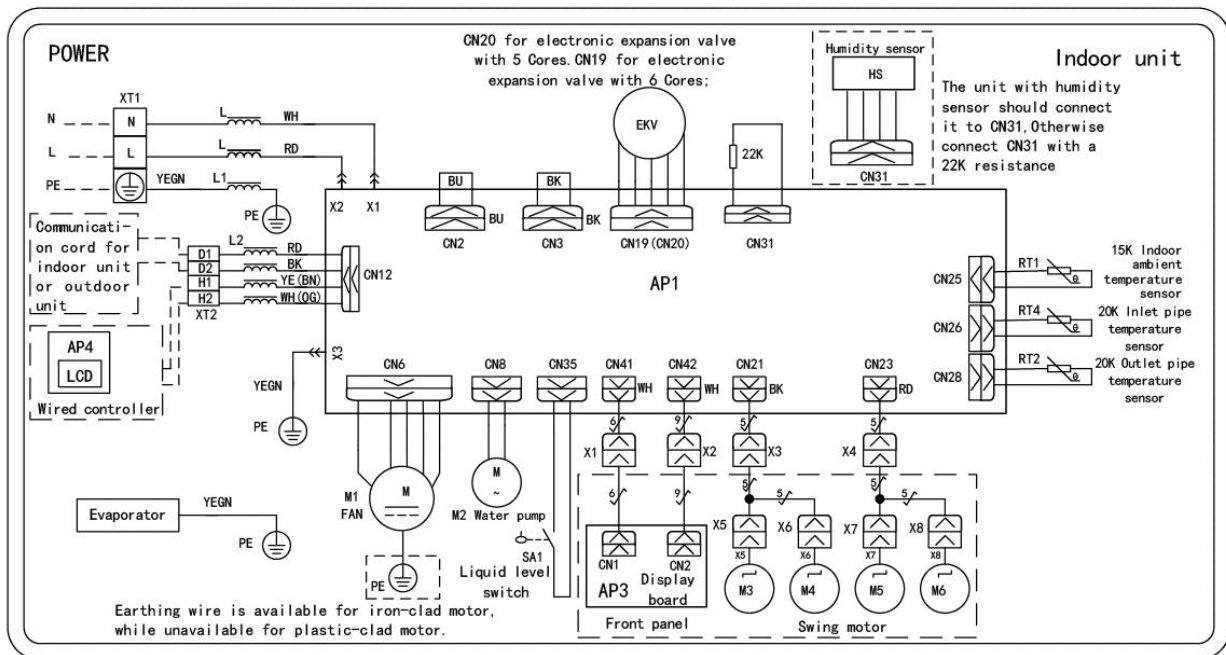 POWER
CN20 for electronic expansion valve
with 5 Cores.CN19 for electronic
expansion valve with 6 Cores;
Humidity sensor
HS
CN31
Indoor unit
The unit with humidity
sensor should connect
it to CN31,Otherwise
connect CN31 with a
22K resistance
XT1
N
N
L
WH
L
L
L
RD
PE
YEGN
L1
PE
X2
X1
BU
BU
CN2
BK
BK
CN3
EKV
CN19(CN20)
22K
CN31
Communicati-
on cord for
indoor unit
or outdoor
unit
L2
D1
RD
D2
BK
H1
YE(BN)
H2
WH(OG)
XT2
CN12
AP1
CN25
RT1
θ
15K Indoor
ambient
temperature
sensor
CN26
RT4
θ
20K Inlet pipe
temperature
sensor
CN28
RT2
θ
20K Outlet pipe
temperature
sensor
AP4
LCD
Wired controller
X3
YEGN
PE
CN6
CN8
CN35
CN41
WH
CN42
WH
CN21
BK
CN23
RD
6
9
5
5
X1
X2
X3
X4
6
9
5
5
5
5
M1
FAN
M
M
~
M2 Water pump
SA1
Liquid level
switch
X5
X6
X7
X8
X5
X6
X7
X8
CN1
CN2
AP3
Display
board
M3
M4
M5
M6
Front panel
Swing motor
Evaporator
YEGN
PE
PE
Earthing wire is available for iron-clad motor,
while unavailable for plastic-clad motor.